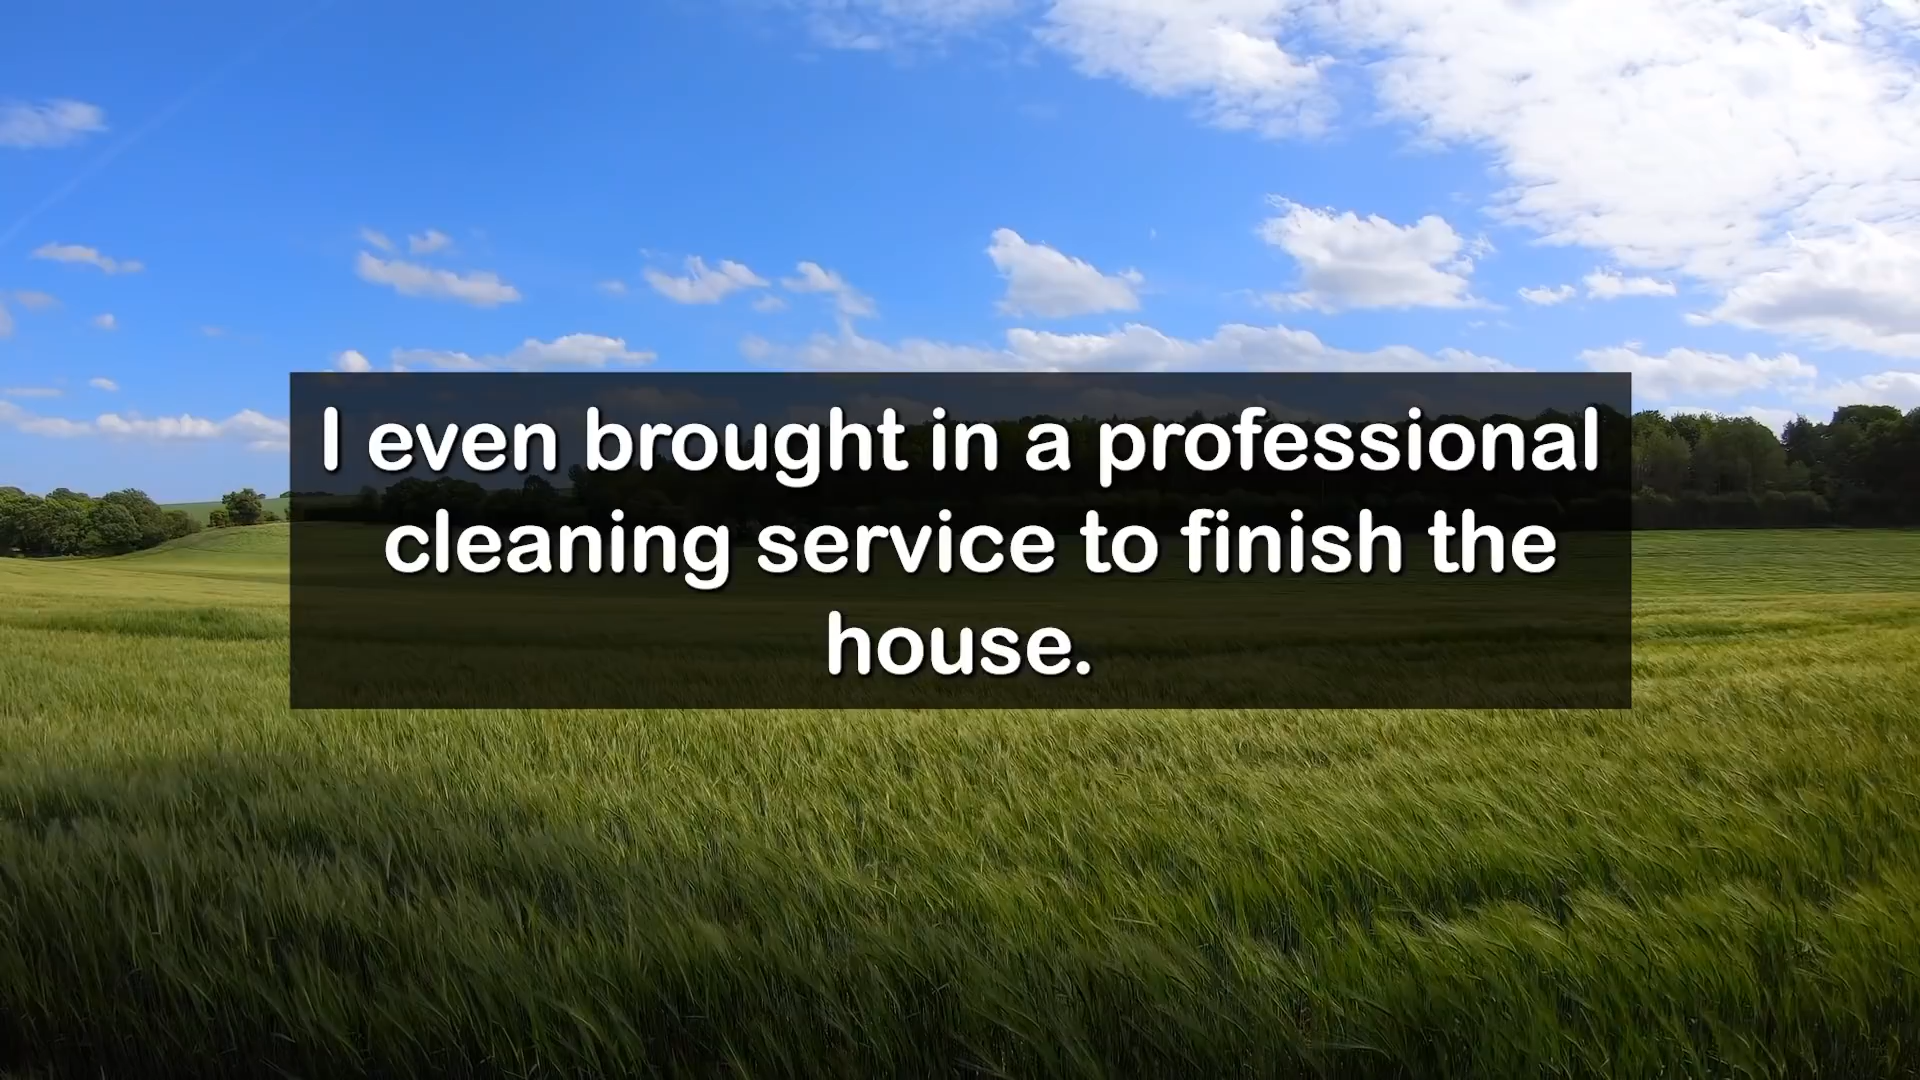 I even brought in a professional
cleaning service to finish the
house.